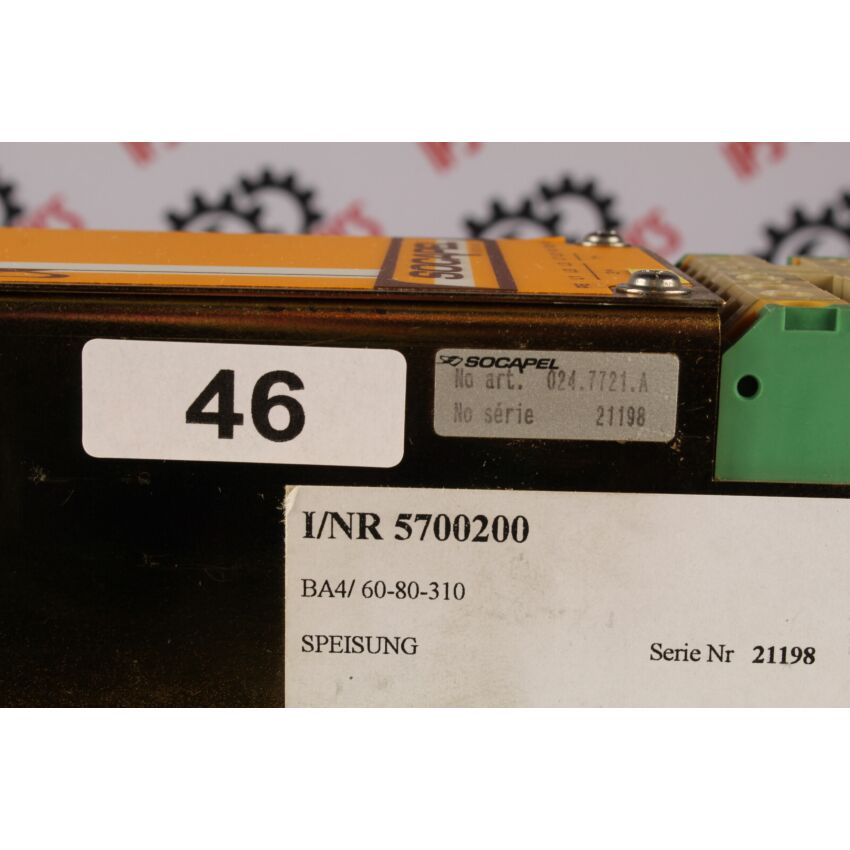 SOCAPEL
46
SOCAPEL
No art. 024.7721.A
No série 21198
I/NR 5700200
BA4/ 60-80-310
SPEISUNG
Serie Nr 21198